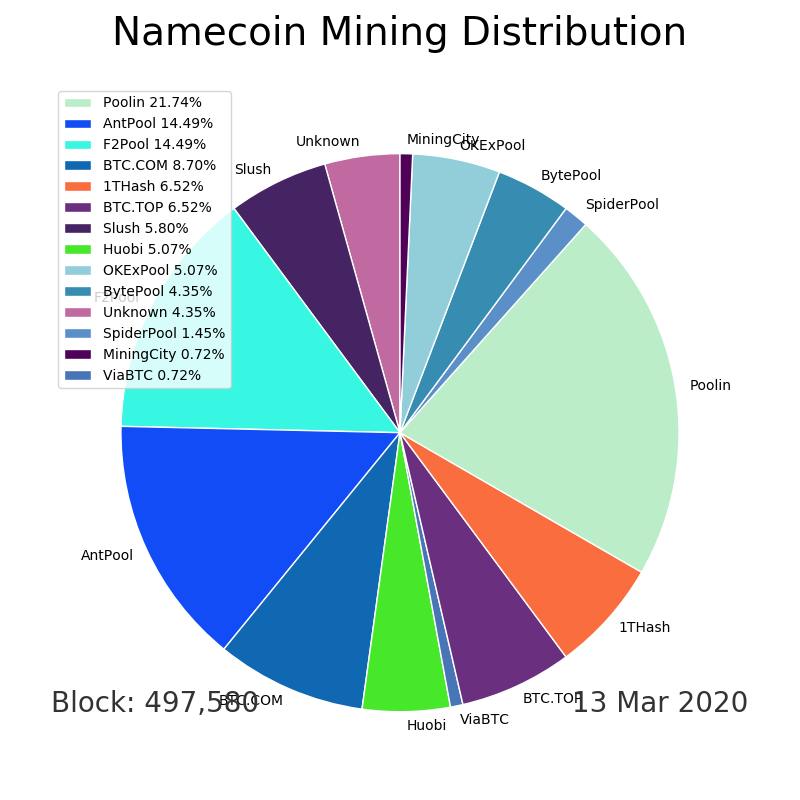 Namecoin Mining Distribution
Poolin 21.74%
AntPool 14.49%
F2Pool 14.49%
BTC.COM 8.70%
1THash 6.52%
BTC.TOP 6.52%
Slush 5.80%
Huobi 5.07%
OKExPool 5.07%
BytePool 4.35%
Unknown 4.35%
SpiderPool 1.45%
MiningCity 0.72%
ViaBTC 0.72%
MiningCity
OKExPool
BytePool
SpiderPool
Poolin
1THash
BTC.TOP
ViaBTC
Huobi
BTC.COM
AntPool
F2Pool
Slush
Unknown
Block: 497,580
13 Mar 2020